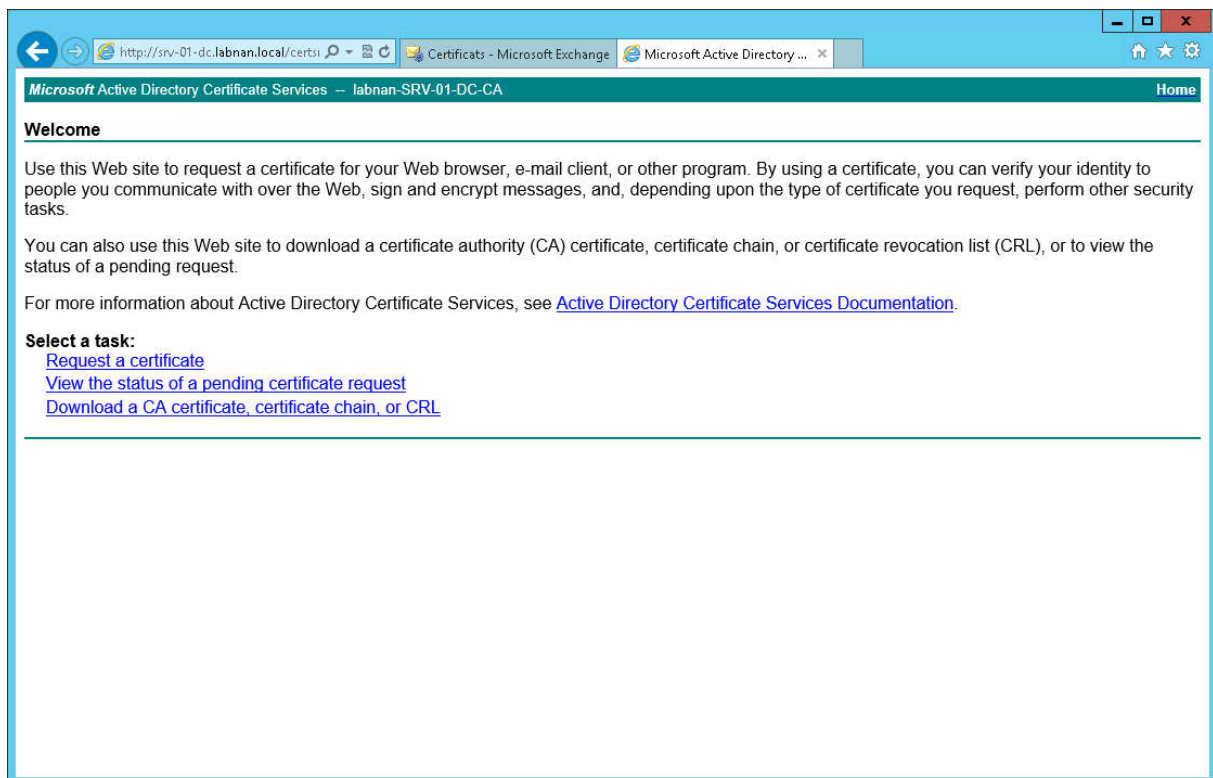 http://srv-01-dc.labnan.local/certsr
Certificats - Microsoft Exchange
Microsoft Active Directory ...
Microsoft Active Directory Certificate Services -- labnan-SRV-01-DC-CA
Home
Welcome
Use this Web site to request a certificate for your Web browser, e-mail client, or other program. By using a certificate, you can verify your identity to
people you communicate with over the Web, sign and encrypt messages, and, depending upon the type of certificate you request, perform other security
tasks.
You can also use this Web site to download a certificate authority (CA) certificate, certificate chain, or certificate revocation list (CRL), or to view the
status of a pending request.
For more information about Active Directory Certificate Services, see Active Directory Certificate Services Documentation.
Select a task:
Request a certificate
View the status of a pending certificate request
Download a CA certificate, certificate chain, or CRL